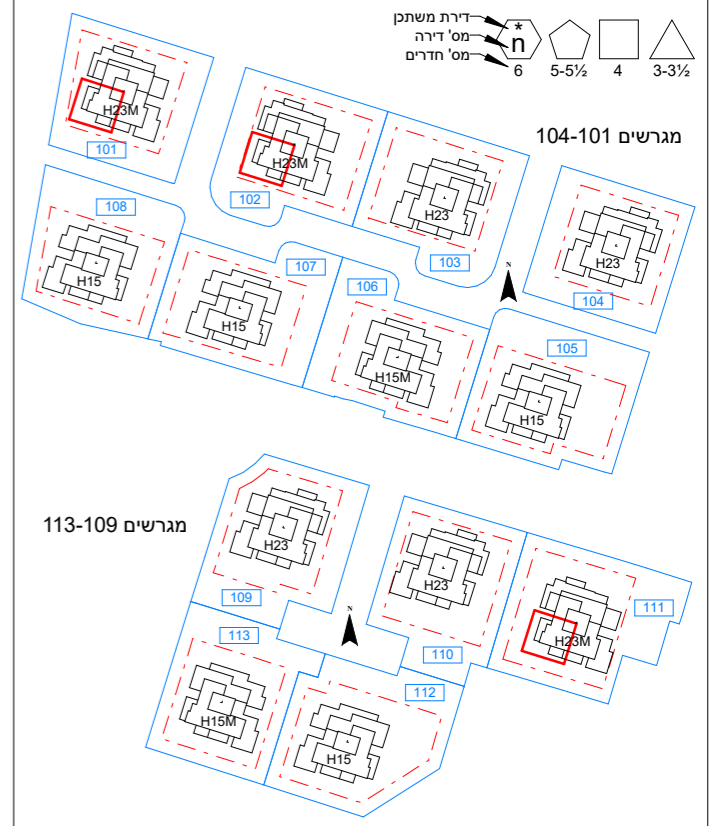 דירת משתכן
מס' דירה
מס' חדרים
*
n
6
5-5½
4
3-3½
מגרשים 104-101
H23M
101
H23M
102
H23
103
H23
104
108
H15
107
H15
106
H15M
105
H15
N
מגרשים 113-109
H23
109
H23
110
H23M
111
N
113
H15M
112
H15